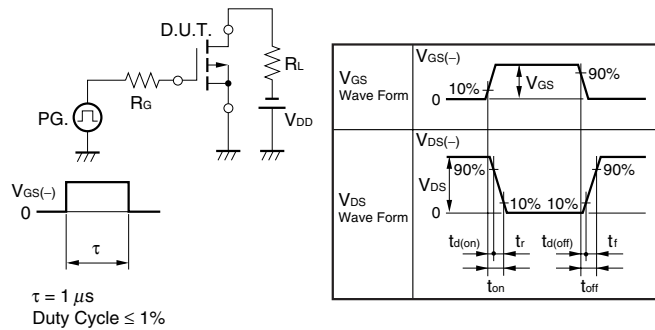 D.U.T.
RL
RG
PG.
VDD
VGS(−)
0
τ
τ = 1 μs
Duty Cycle ≤ 1%
VGS
Wave Form
VGS(−)
10%
VGS
90%
0
VDS
Wave Form
VDS(−)
VDS
90%
90%
10% 10%
0
td(on) tr td(off) tf
ton toff